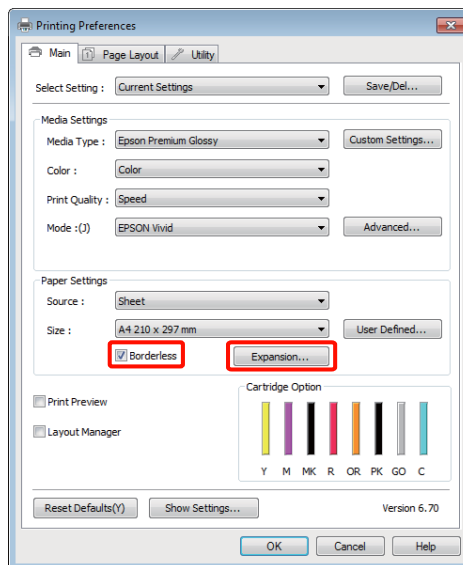 Printing Preferences
Main 1 Page Layout Utility
Select Setting : Current Settings Save/Del...
Media Settings
Media Type : Epson Premium Glossy Custom Settings...
Color : Color
Print Quality : Speed
Mode :(J) EPSON Vivid Advanced...
Paper Settings
Source : Sheet
Size : A4 210 x 297 mm User Defined...
Borderless Expansion...
Cartridge Option
Print Preview
Layout Manager
Y M MK R OR PK GO C
Reset Defaults(Y) Show Settings... Version 6.70
OK Cancel Help